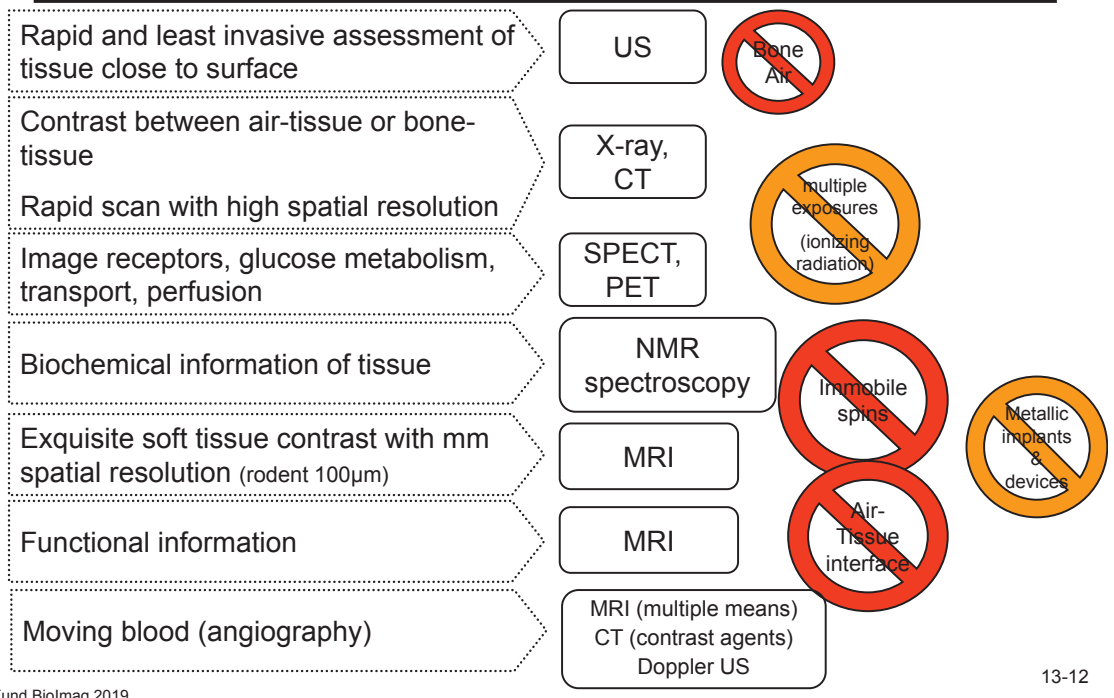 Rapid and least invasive assessment of
tissue close to surface
US
Bone
Air
Contrast between air-tissue or bone-
tissue
Rapid scan with high spatial resolution
X-ray,
CT
multiple
exposures
(ionizing
radiation)
Image receptors, glucose metabolism,
transport, perfusion
SPECT,
PET
Biochemical information of tissue
NMR
spectroscopy
Immobile
spins
Metallic
implants
&
devices
Exquisite soft tissue contrast with mm
spatial resolution (rodent 100µm)
MRI
Functional information
MRI
Air-
Tissue
interface
Moving blood (angiography)
MRI (multiple means)
CT (contrast agents)
Doppler US
13-12
BioImag 2019